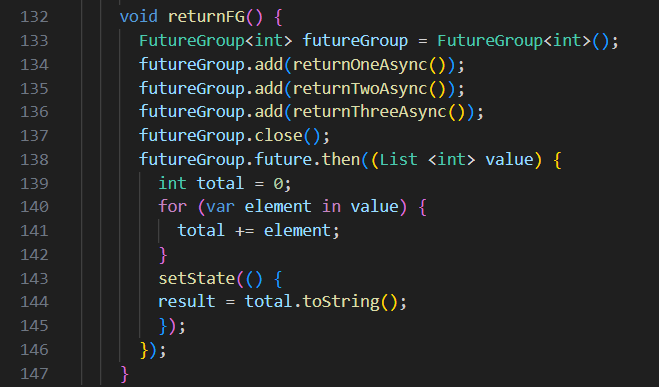 132 void returnFG() {
133 FutureGroup<int> futureGroup = FutureGroup<int>();
134 futureGroup.add(returnOneAsync());
135 futureGroup.add(returnTwoAsync());
136 futureGroup.add(returnThreeAsync());
137 futureGroup.close();
138 futureGroup.future.then((List <int> value) {
139 int total = 0;
140 for (var element in value) {
141 total += element;
142 }
143 setState(() {
144 result = total.toString();
145 });
146 });
147 }